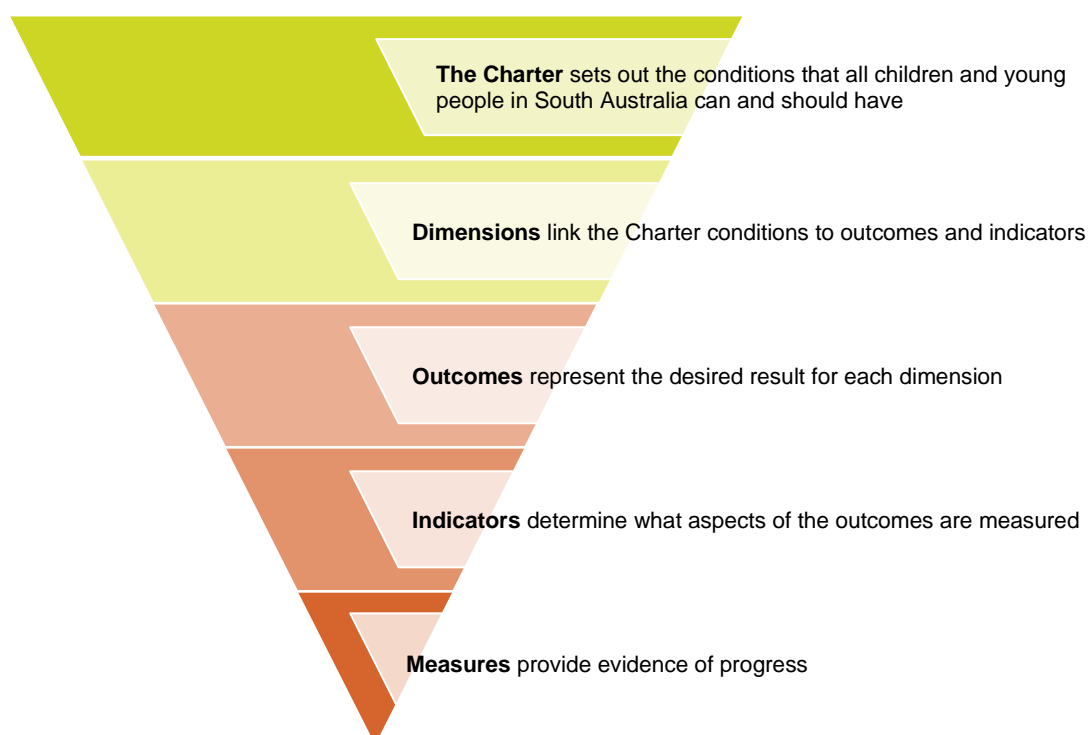 The Charter sets out the conditions that all children and young
people in South Australia can and should have
Dimensions link the Charter conditions to outcomes and indicators
Outcomes represent the desired result for each dimension
Indicators determine what aspects of the outcomes are measured
Measures provide evidence of progress